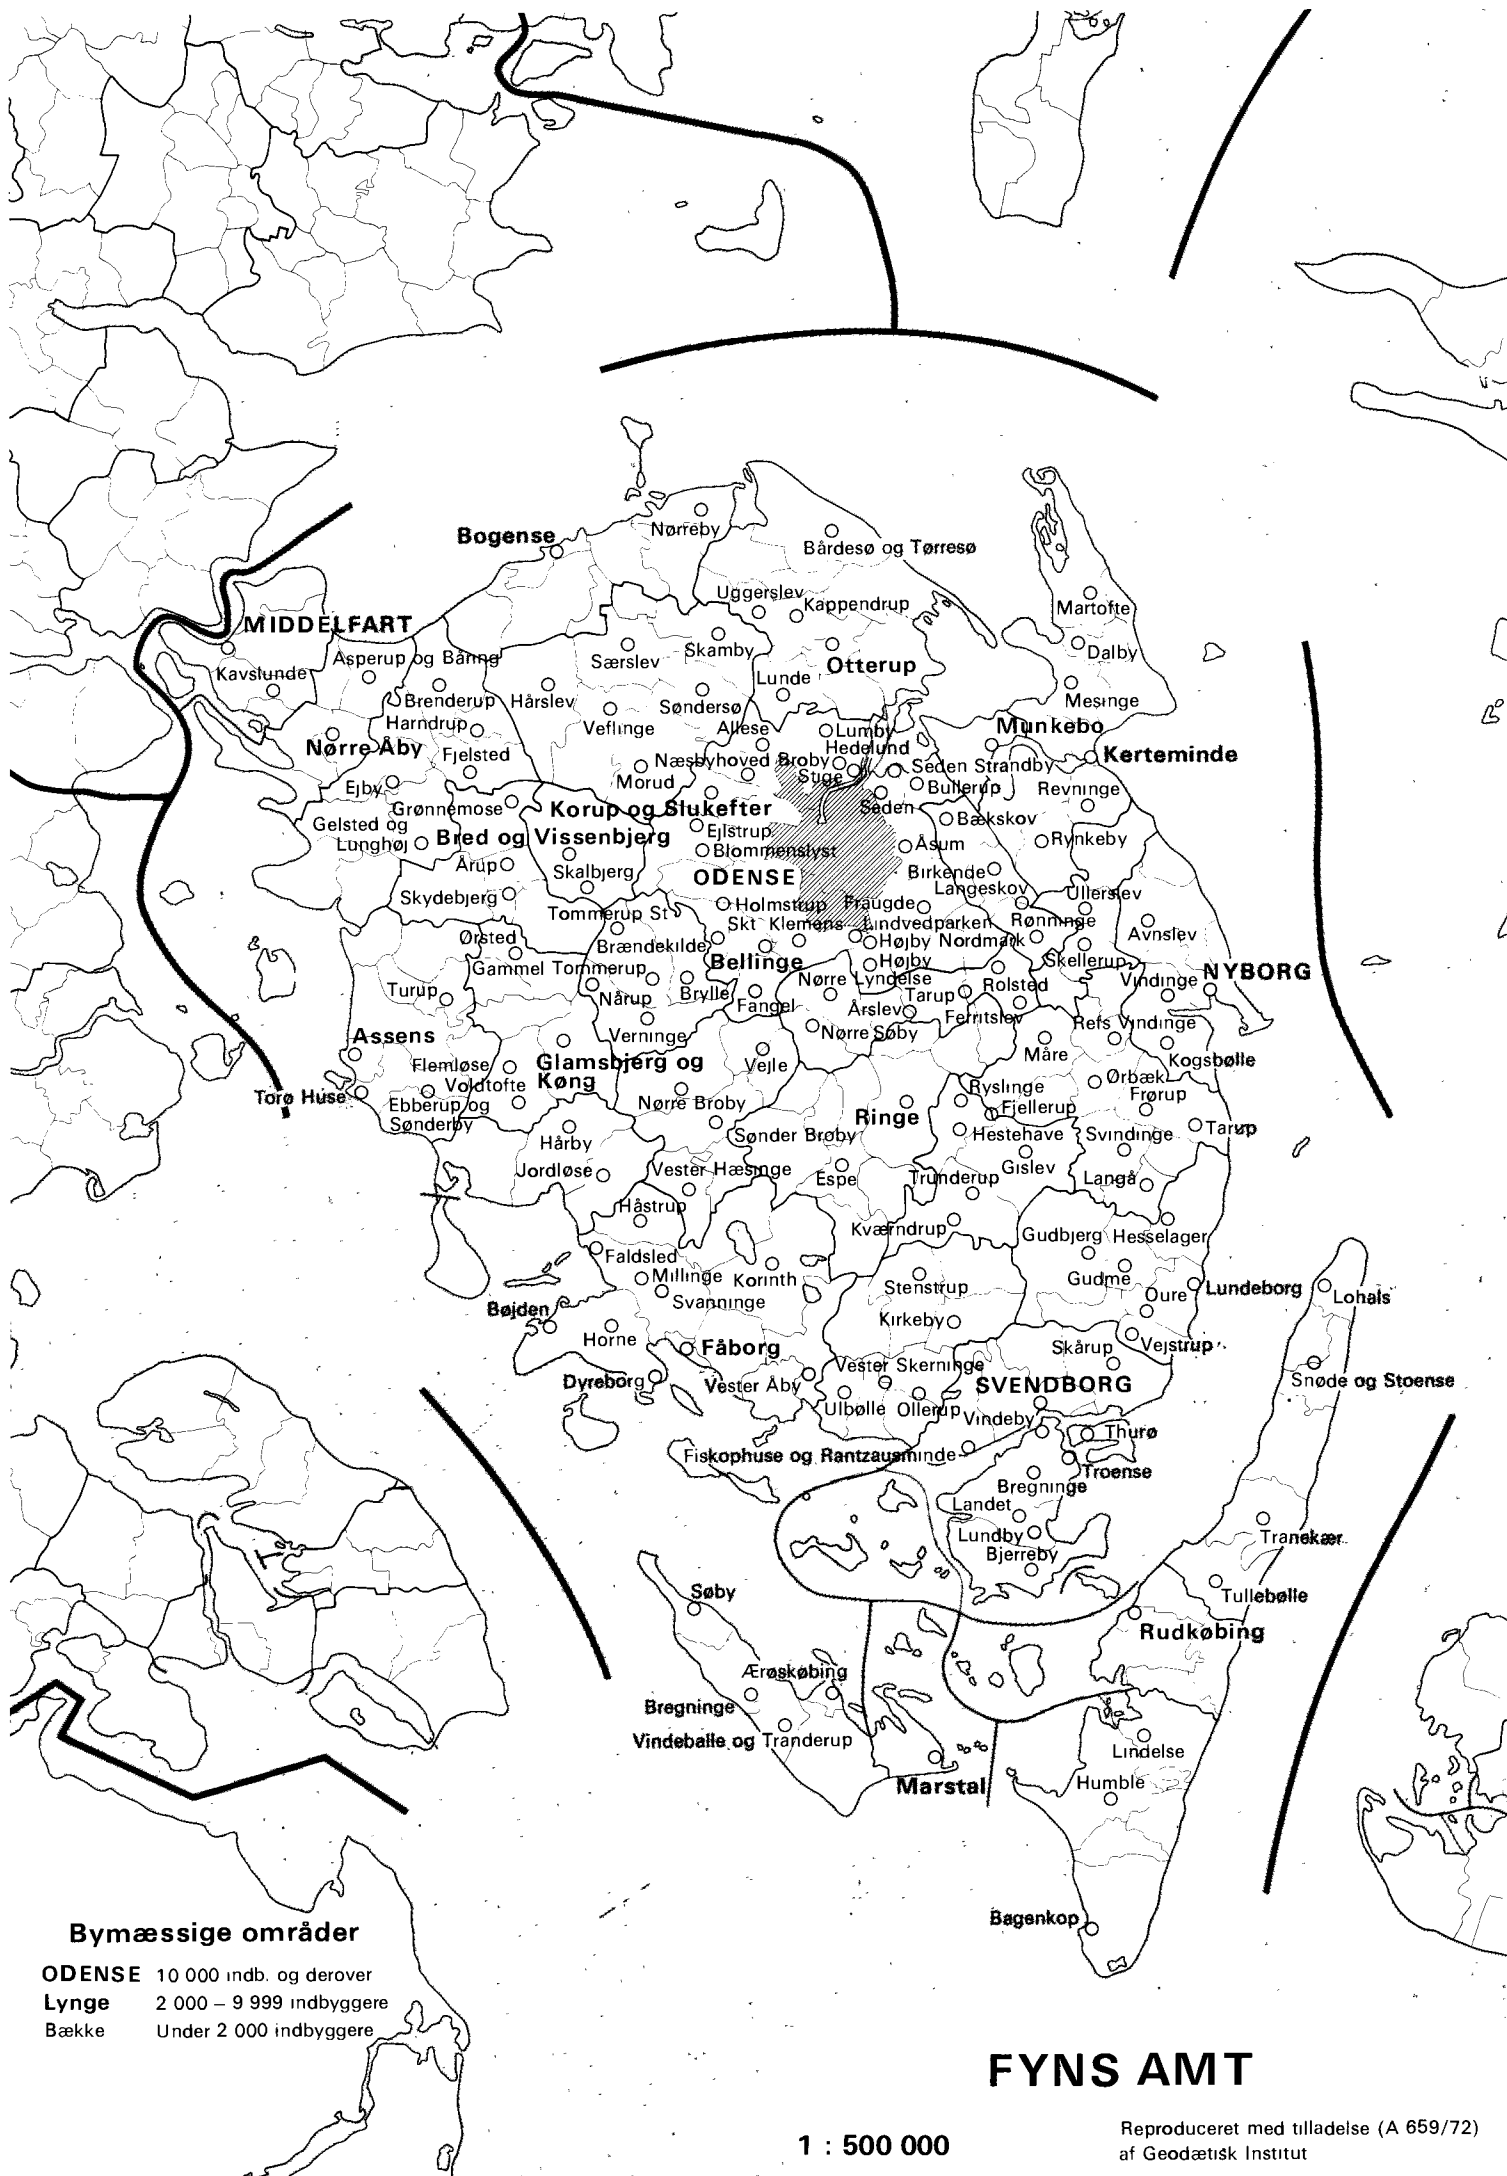 Bogense
Nørreby
Bårdesø og Tørresø
Uggerslev
Kappendrup
Martofte
MIDDELFART
Kavslunde
Asperup og Båring
Særslev
Skamby
Otterup
Dalby
Brenderup
Hårslev
Lunde
Mesinge
Harndrup
Veflinge
Søndersø
Allese
Lumby
Munkebo
Nørre Åby
Fjelsted
Hedelund
Kerteminde
Næsbyhoved Broby
Morud
Stige
Seden Strandby
Ejby
Bullerup
Revninge
Grønnemose
Korup og Slukefter
Seden
Gelsted og
Lunghøj
Bækskov
Bred og Vissenbjerg
Ejlstrup
Rynkeby
Blommenslyst
Åsum
Årup
Skalbjerg
ODENSE
Birkende
Langeskov
Skydebjerg
Ullerslev
Tommerup St
Holmstrup
Fraugde
Skt Klemens
Lindvedparken
Rønninge
Ørsted
Brændekilde
Højby Nordmark
Avnslev
Gammel Tommerup
Bellinge
Højby
Skellerup
NYBORG
Turup
Nårup
Brylle
Fangel
Nørre Lyndelse
Tarup
Rolsted
Vindinge
Årslev
Ferritslev
Assens
Verninge
Nørre Søby
Refs Vindinge
Flemløse
Glamsbjerg og
Køng
Vejle
Måre
Kogsbølle
Voldtofte
Torø Huse
Ebberup og
Sønderby
Nørre Broby
Ryslinge
Ørbæk
Frørup
Ringe
Fjellerup
Hårby
Sønder Broby
Hestehave
Svindinge
Tarup
Jordløse
Vester Hæsinge
Espe
Trunderup
Gislev
Langå
Håstrup
Kværndrup
Gudbjerg
Hesselager
Faldsled
Millinge
Korinth
Stenstrup
Gudme
Lundeborg
Lohals
Bøjden
Svanninge
Oure
Horne
Kirkeby
Fåborg
Skårup
Vejstrup
Vester Skerninge
Dyreborg
Vester Åby
SVENDBORG
Snøde og Stoense
Ulbølle
Ollerup
Vindeby
Thurø
Fiskophuse og Rantzausminde
Troense
Bregninge
Landet
Lundby
Tranekær
Bjerreby
Søby
Tullebølle
Rudkøbing
Ærøskøbing
Bregninge
Vindeballe og Tranderup
Lindelse
Marstal
Humble
Bagenkop
Bymæssige områder
ODENSE 10 000 indb. og derover
Lynge 2 000 – 9 999 indbyggere
Bække Under 2 000 indbyggere
FYNS AMT
1 : 500 000
Reproduceret med tilladelse (A 659/72)
af Geodætisk Institut